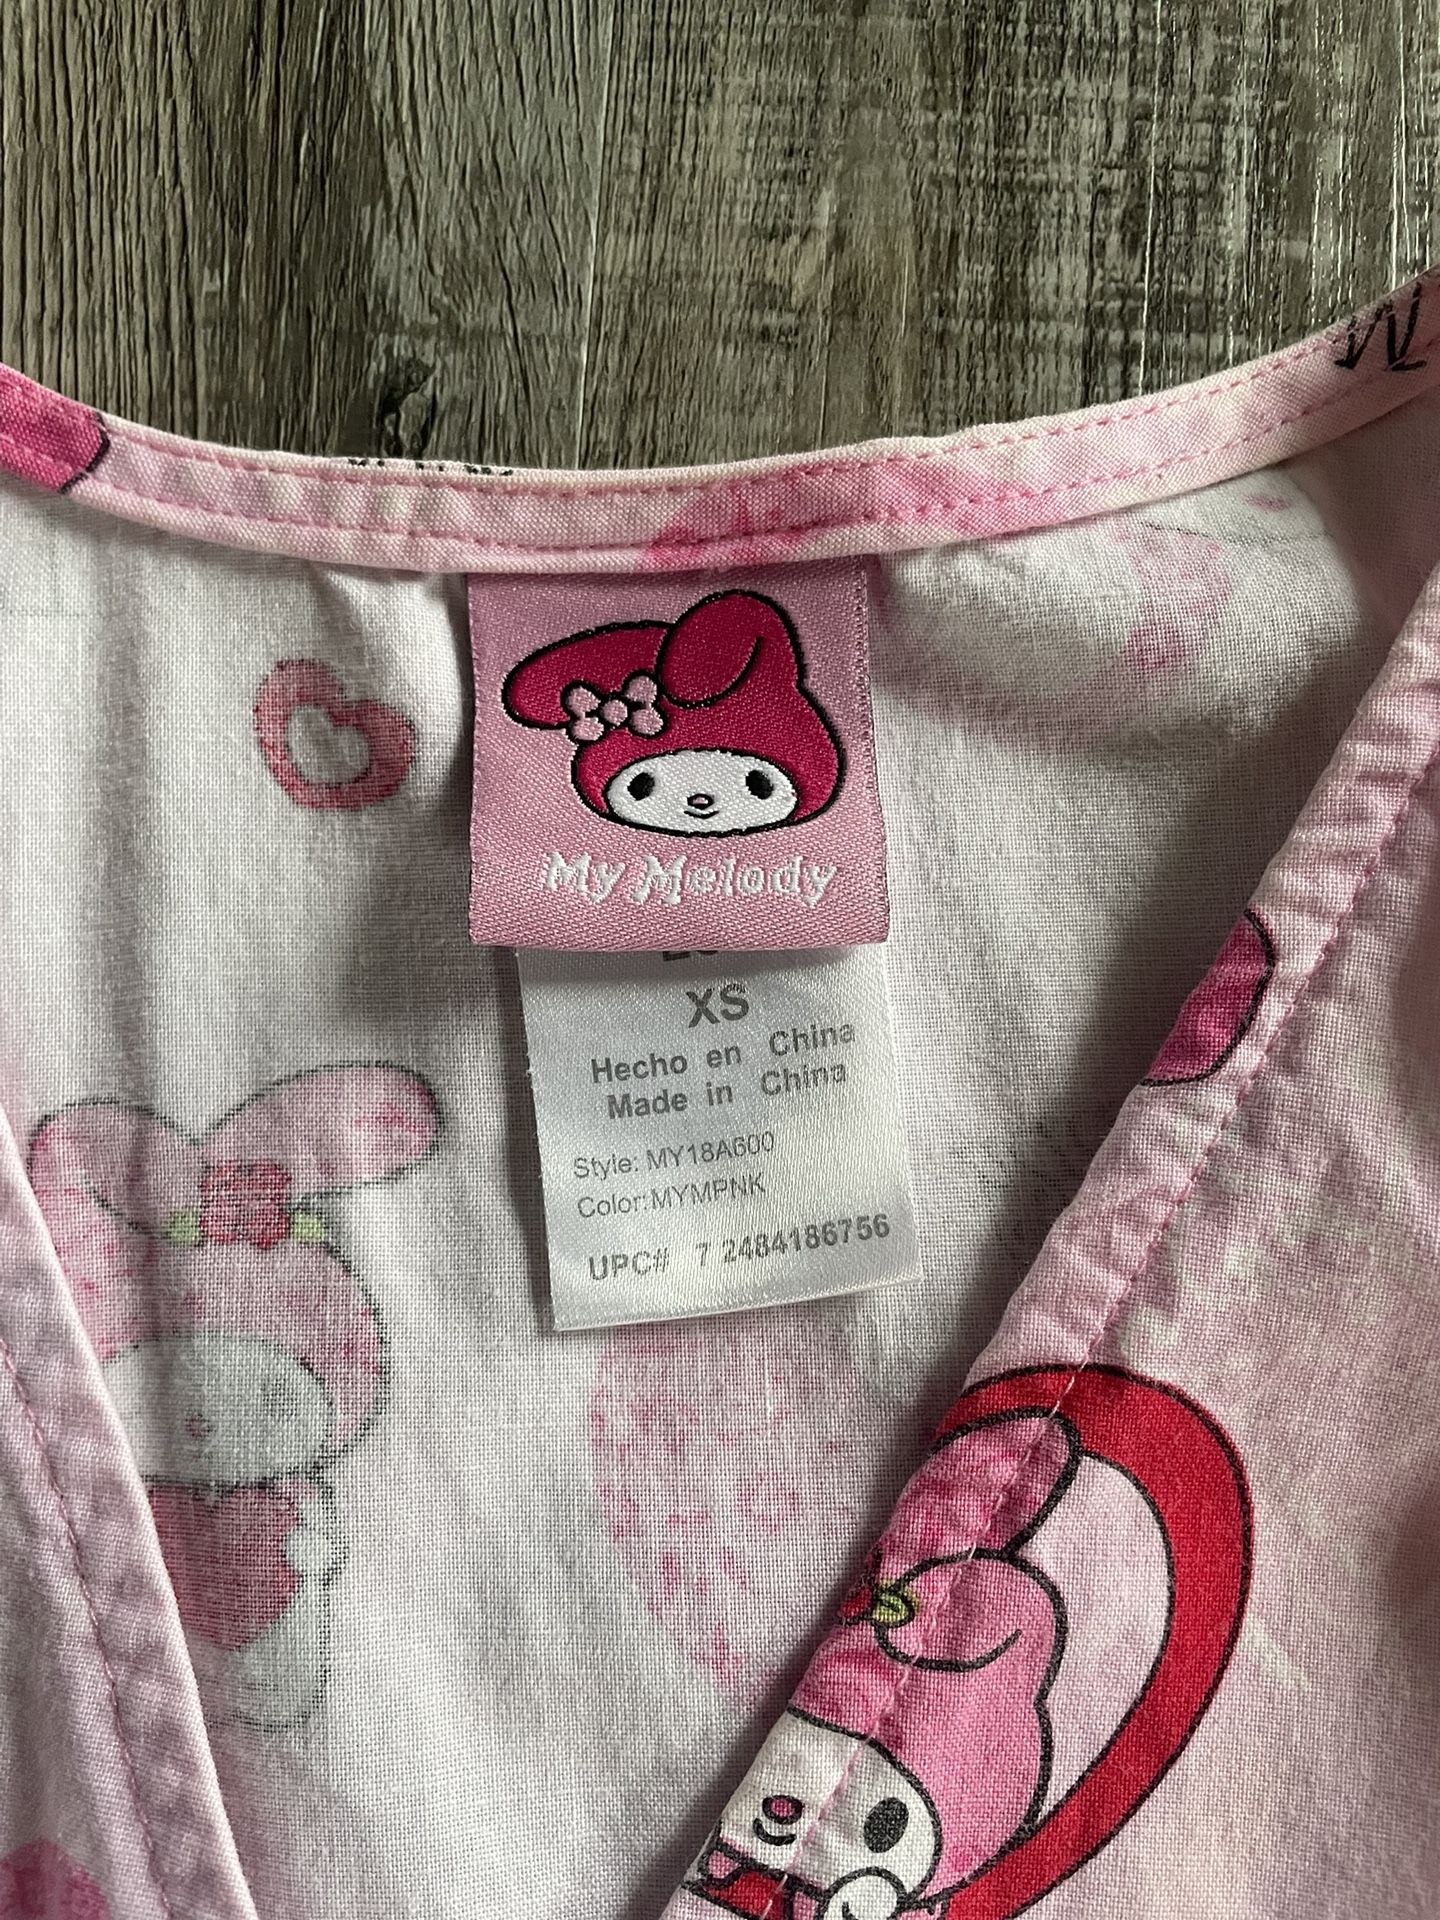 My Melody
XS
Hecho en China
Made in China
Style: MY18A600
Color:MYMPNK
UPC# 7 2484186756